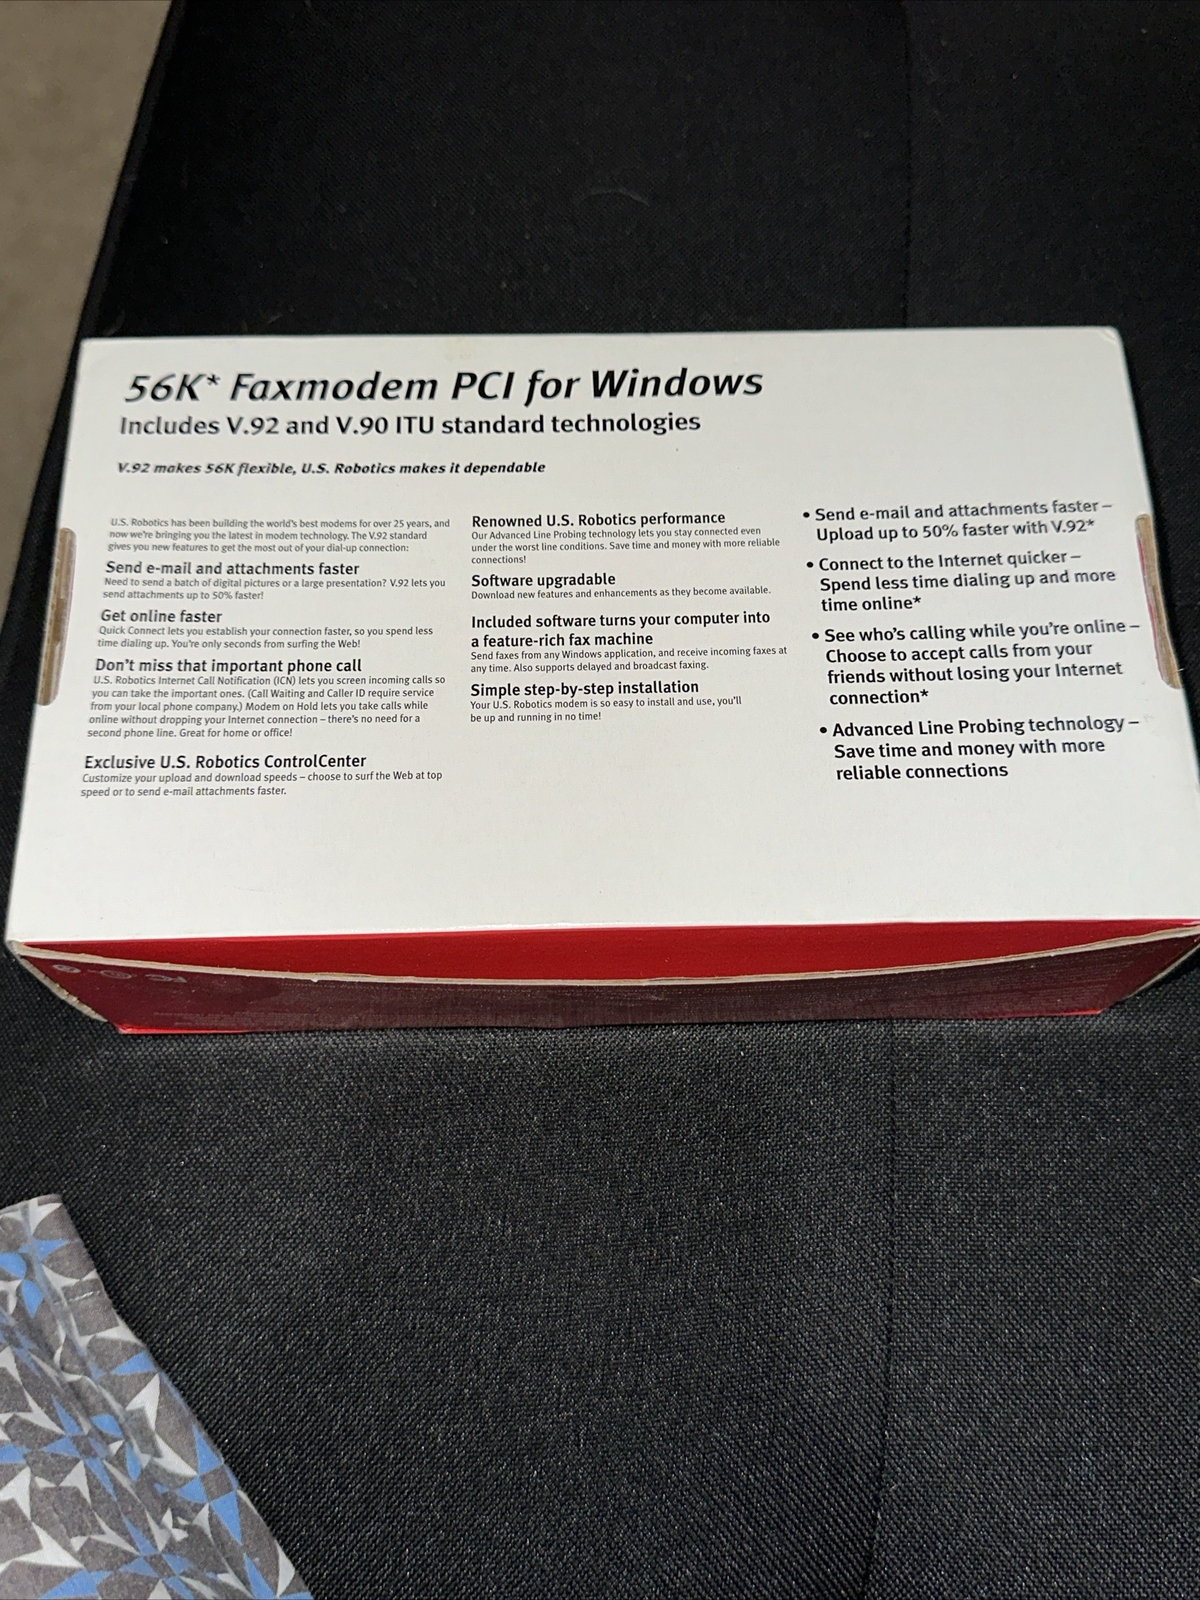 56K* Faxmodem PCI for Windows
Includes V.92 and V.90 ITU standard technologies
V.92 makes 56K flexible, U.S. Robotics makes it dependable
U.S. Robotics has been building the world's best modems for over 25 years, and
now we're bringing you the latest in modem technology. The V.92 standard
gives you new features to get the most out of your dial-up connection:
Send e-mail and attachments faster
Need to send a batch of digital pictures or a large presentation? V.92 lets you
send attachments up to 50% faster!
Get online faster
Quick Connect lets you establish your connection faster, so you spend less
time dialing up. You're only seconds from surfing the Web!
Don't miss that important phone call
U.S. Robotics Internet Call Notification (ICN) lets you screen incoming calls so
you can take the important ones. (Call Waiting and Caller ID require service
from your local phone company.) Modem on Hold lets you take calls while
online without dropping your Internet connection – there's no need for a
second phone line. Great for home or office!
Exclusive U.S. Robotics ControlCenter
Customize your upload and download speeds – choose to surf the Web at top
speed or to send e-mail attachments faster.
Renowned U.S. Robotics performance
Our Advanced Line Probing technology lets you stay connected even
under the worst line conditions. Save time and money with more reliable
connections!
Software upgradable
Download new features and enhancements as they become available.
Included software turns your computer into
a feature-rich fax machine
Send faxes from any Windows application, and receive incoming faxes at
any time. Also supports delayed and broadcast faxing.
Simple step-by-step installation
Your U.S. Robotics modem is so easy to install and use, you'll
be up and running in no time!
• Send e-mail and attachments faster –
Upload up to 50% faster with V.92*
• Connect to the Internet quicker –
Spend less time dialing up and more
time online*
• See who's calling while you're online –
Choose to accept calls from your
friends without losing your Internet
connection*
• Advanced Line Probing technology –
Save time and money with more
reliable connections